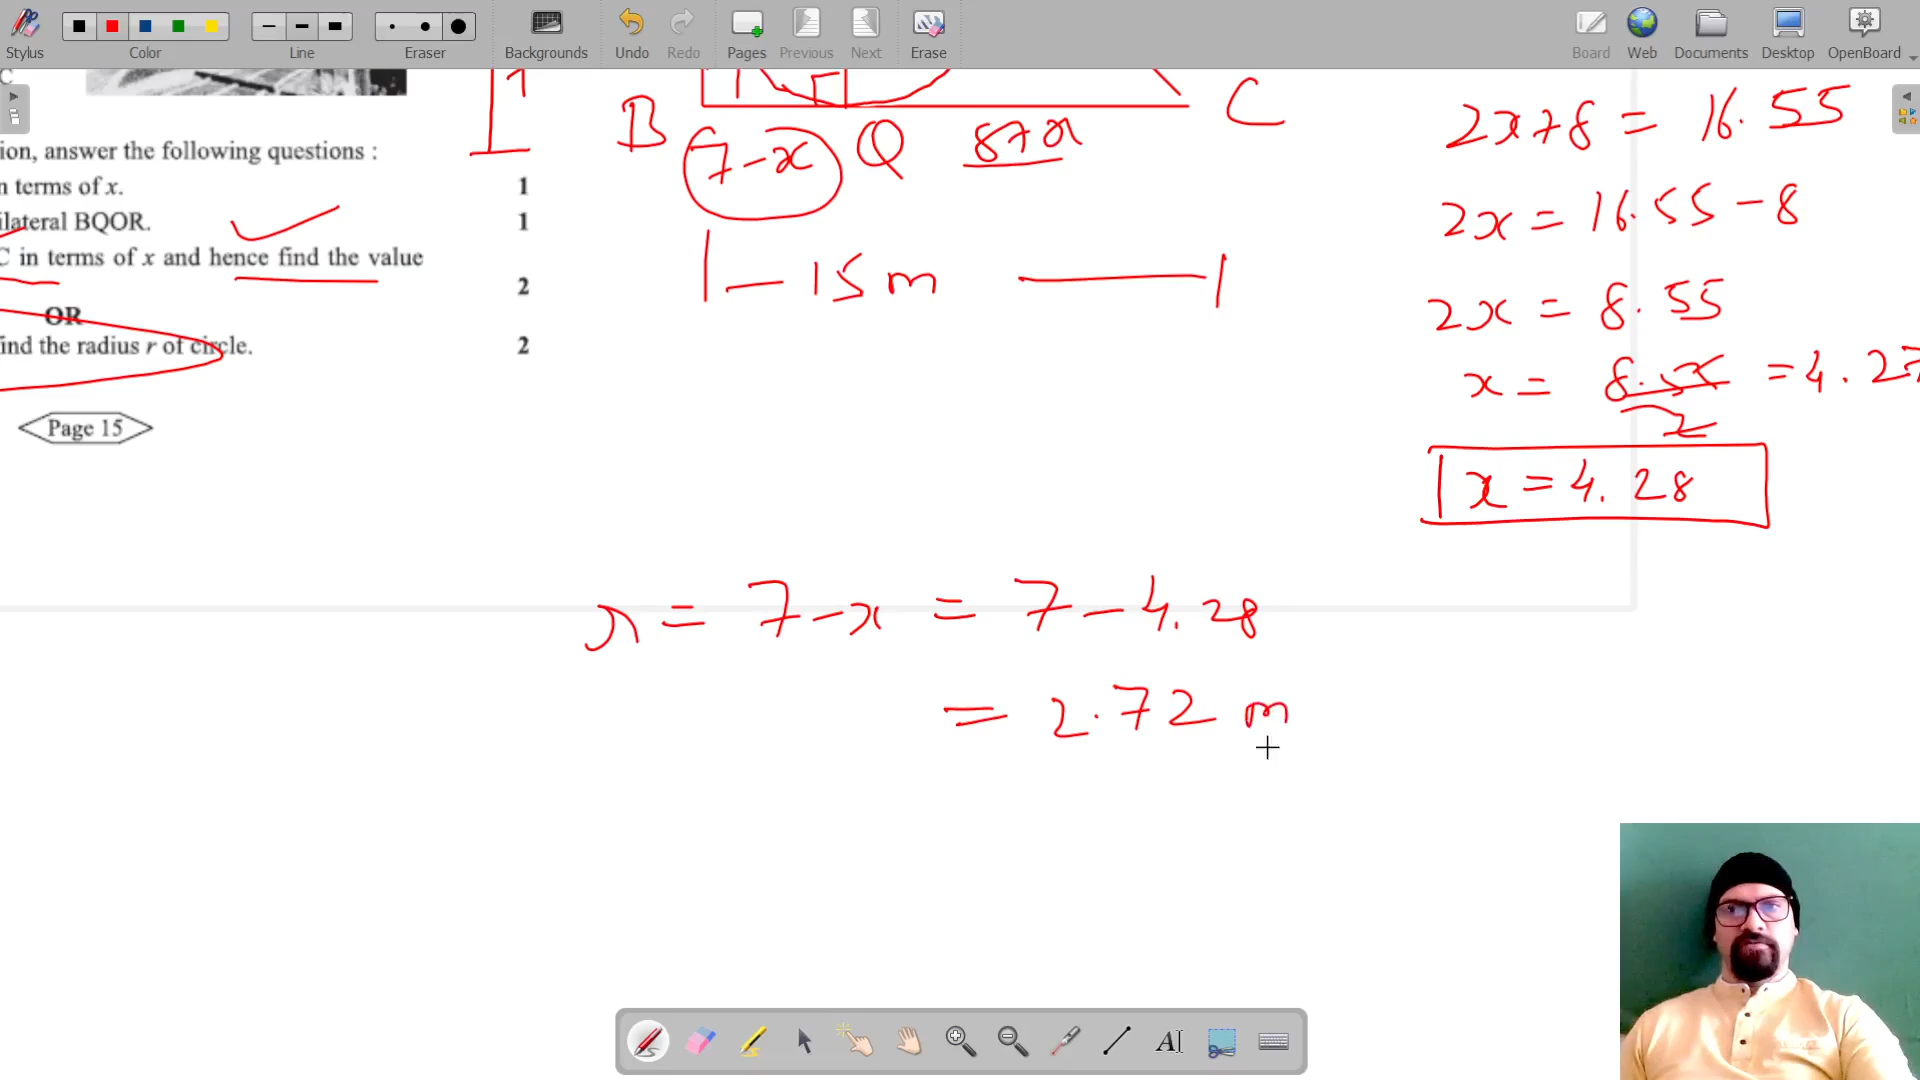 Stylus
Color
Line
Eraser
Backgrounds
Undo
Redo
Pages
Previous
Next
Erase
Board
Web
Documents
Desktop
OpenBoard
C
ion, answer the following questions :
n terms of x. 1
ilateral BQOR. 1
C in terms of x and hence find the value
2
OR
ind the radius r of circle. 2
Page 15
B
C
7-x Q 8+x
15 m
2x+8 = 16.55
2x = 16.55 - 8
2x = 8.55
x = 8.55/2 = 4.27
x = 4.28
r = 7-x = 7 - 4.28
= 2.72 m